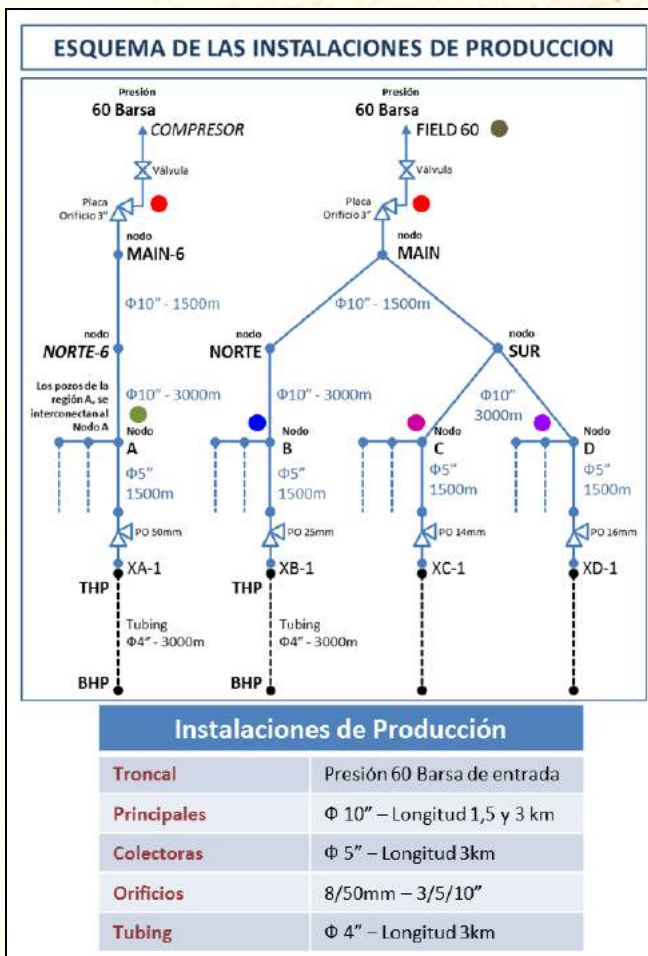 ESQUEMA DE LAS INSTALACIONES DE PRODUCCION
Presión
60 Barsa
COMPRESOR
Válvula
Placa
Orificio 3"
nodo
MAIN-6
Φ10" - 1500m
nodo
NORTE-6
Los pozos de la
región A, se
interconectan al
Nodo A
Φ10" - 3000m
Nodo
A
Φ5"
1500m
PO 50mm
XA-1
THP
Tubing
Φ4" - 3000m
BHP
Presión
60 Barsa
FIELD 60
Válvula
Placa
Orificio 3"
nodo
MAIN
Φ10" - 1500m
nodo
NORTE
nodo
SUR
Φ10" - 3000m
Φ10"
3000m
Nodo
B
Nodo
C
Nodo
D
Φ5"
1500m
Φ5"
1500m
Φ5"
1500m
PO 25mm
PO 14mm
PO 16mm
XB-1
XC-1
XD-1
THP
Tubing
Φ4" - 3000m
BHP
Instalaciones de Producción
Troncal Presión 60 Barsa de entrada
Principales Φ 10" – Longitud 1,5 y 3 km
Colectoras Φ 5" – Longitud 3km
Orificios 8/50mm – 3/5/10"
Tubing Φ 4" – Longitud 3km